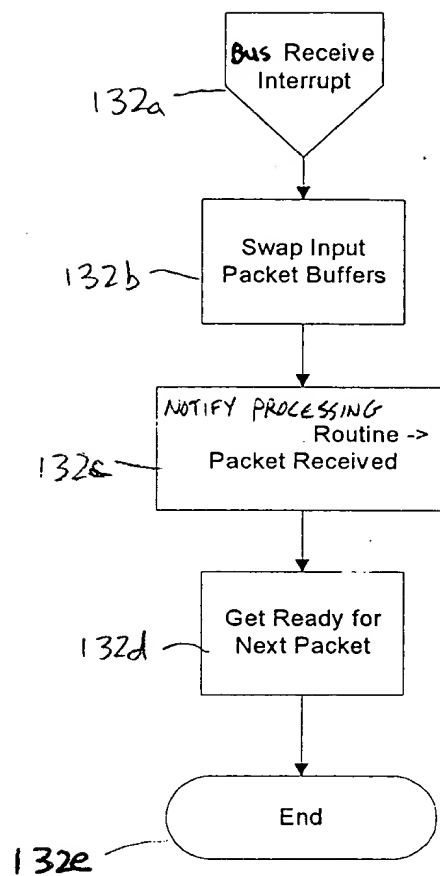 Bus Receive
Interrupt
132a
Swap Input
Packet Buffers
132b
NOTIFY PROCESSING
Routine ->
Packet Received
132c
Get Ready for
Next Packet
132d
End
132e